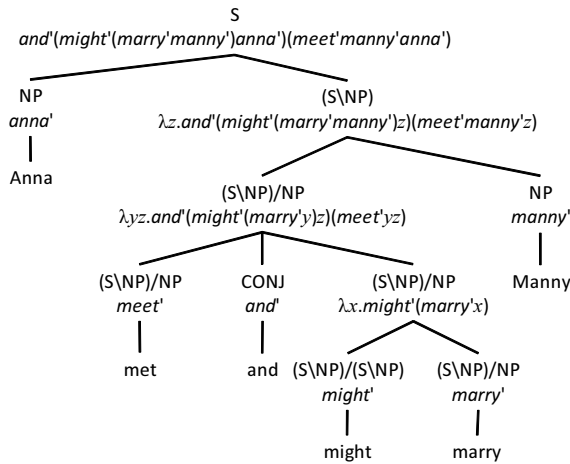 S
and'(might'(marry'manny')anna')(meet'manny'anna')
NP (S\NP)
anna' λz.and'(might'(marry'manny')z)(meet'manny'z)
Anna
(S\NP)/NP NP
λyz.and'(might'(marry'y)z)(meet'yz) manny'
(S\NP)/NP CONJ (S\NP)/NP Manny
meet' and' λx.might'(marry'x)
met and (S\NP)/(S\NP) (S\NP)/NP
might' marry'
might marry